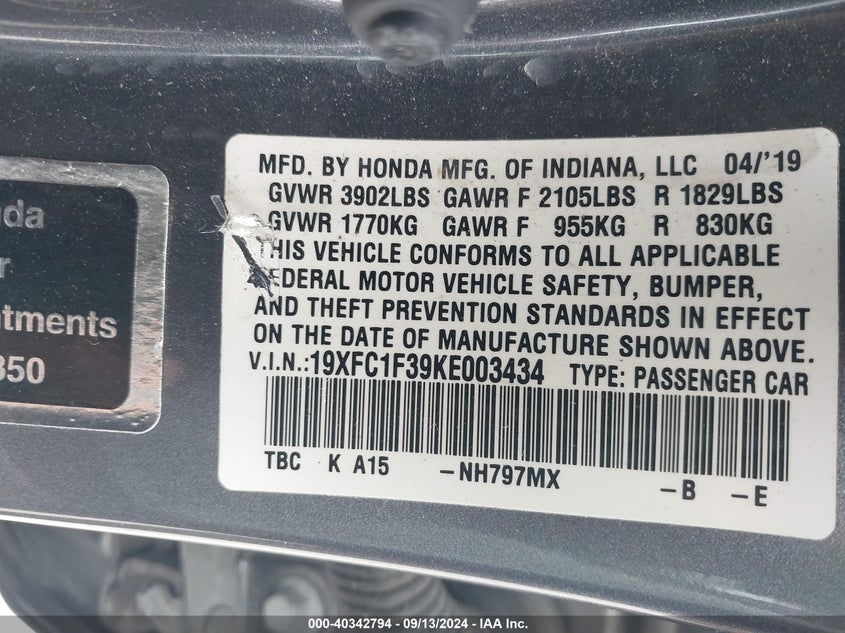 MFD. BY HONDA MFG. OF INDIANA, LLC 04/'19
GVWR 3902LBS GAWR F 2105LBS R 1829LBS
GVWR 1770KG GAWR F 955KG R 830KG
THIS VEHICLE CONFORMS TO ALL APPLICABLE
FEDERAL MOTOR VEHICLE SAFETY, BUMPER,
AND THEFT PREVENTION STANDARDS IN EFFECT
ON THE DATE OF MANUFACTURE SHOWN ABOVE.
V.I.N.:19XFC1F39KE003434 TYPE: PASSENGER CAR
TBC K A15 -NH797MX -B -E
nda
r
tments
850
000-40342794 - 09/13/2024 - IAA Inc.